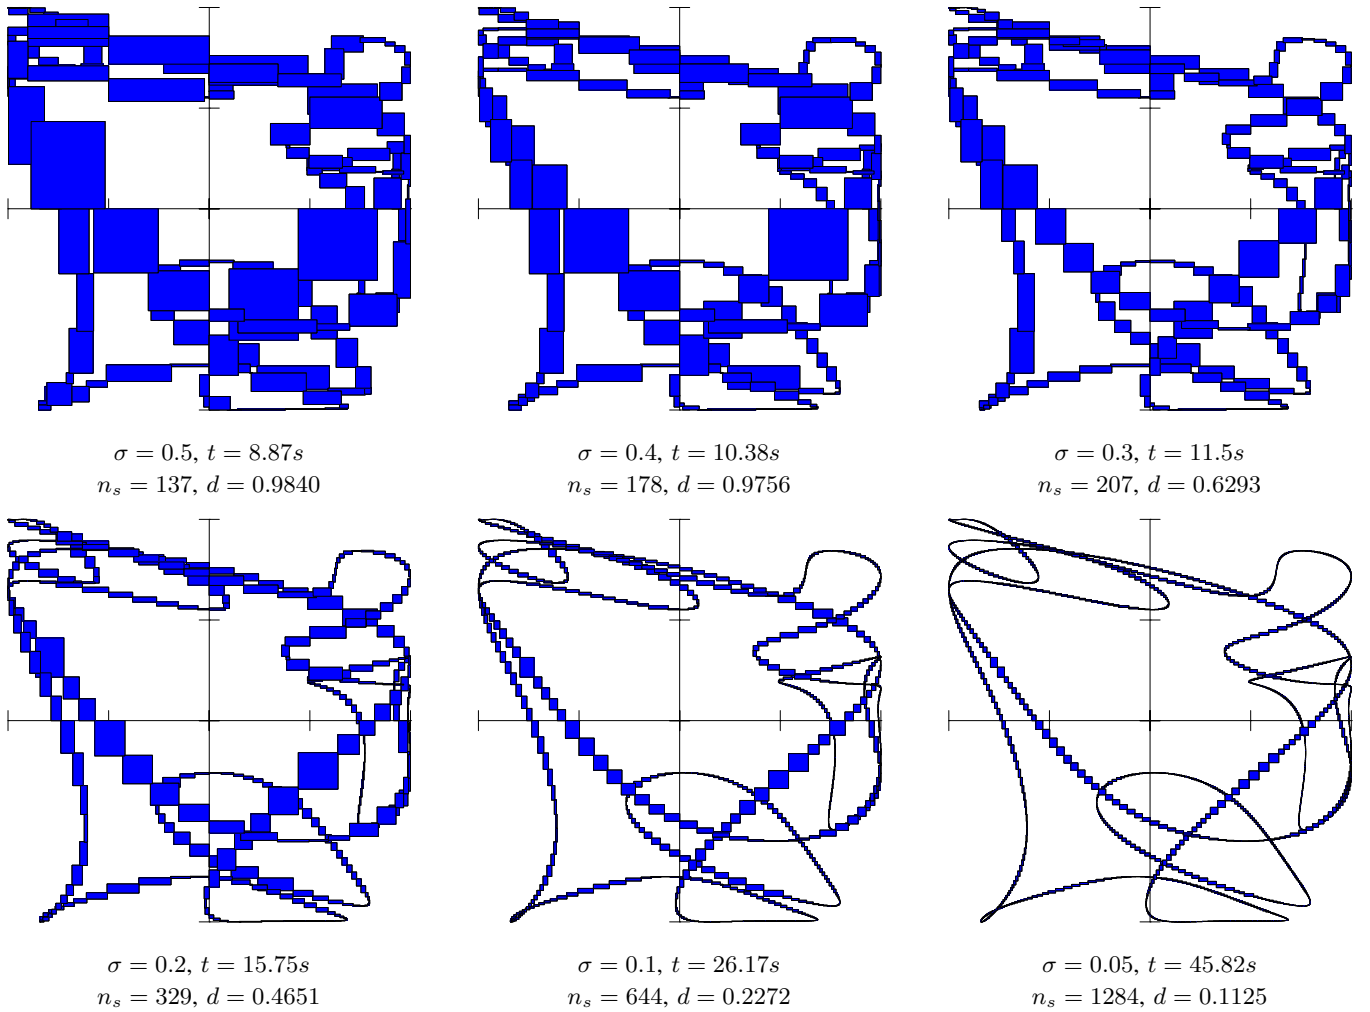 σ = 0.5, t = 8.87s
n_s = 137, d = 0.9840
σ = 0.4, t = 10.38s
n_s = 178, d = 0.9756
σ = 0.3, t = 11.5s
n_s = 207, d = 0.6293
σ = 0.2, t = 15.75s
n_s = 329, d = 0.4651
σ = 0.1, t = 26.17s
n_s = 644, d = 0.2272
σ = 0.05, t = 45.82s
n_s = 1284, d = 0.1125